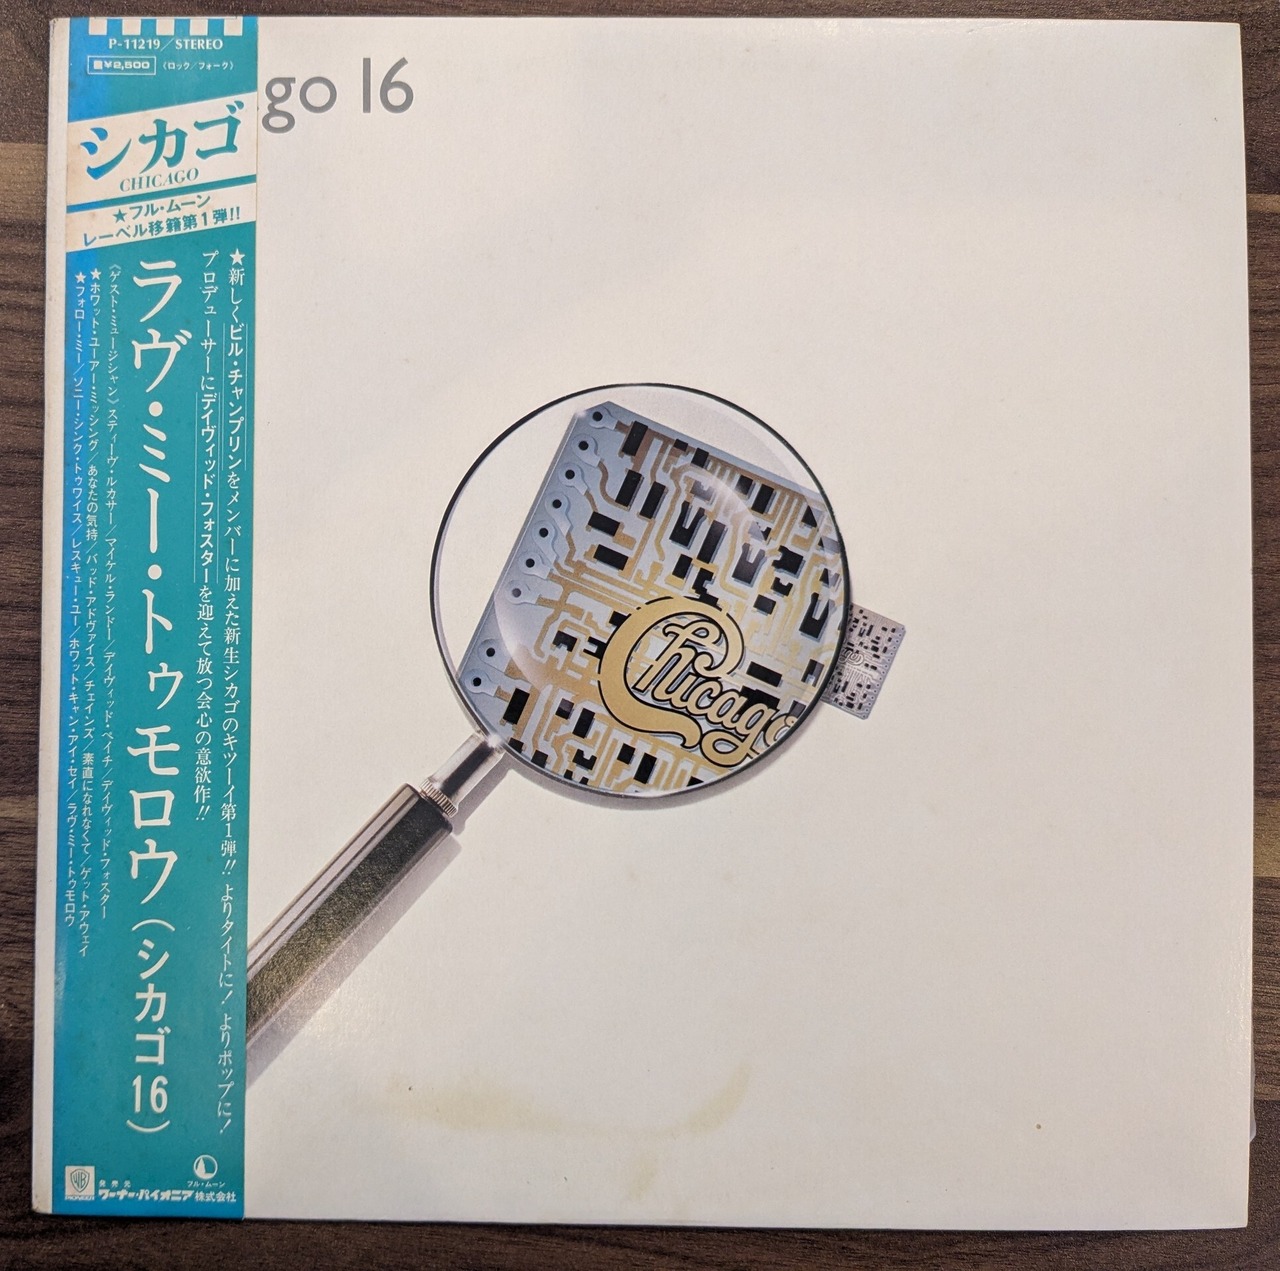 P-11219/STEREO
¥2,500 (ロック/フォーク)
シカゴ
CHICAGO
★フル・ムーン
レーベル移籍第1弾!!
★新しくビル・チャンプリンをメンバーに加えた新生シカゴのキツーイ第1弾!! よりタイトに! よりポップに!
プロデューサーにデイヴィッド・フォスターを迎えて放つ会心の意欲作!!
ラヴ・ミー・トゥモロウ(シカゴ16)
《ゲスト・ミュージシャン》スティーヴ・ルカサー/マイケル・ランドー/デイヴィッド・ペイチ/デイヴィッド・フォスター
★ホワット・ユーアー・ミッシング/あなたの気持/バッド・アドヴァイス/チェインズ/素直になれなくて/ゲット・アウェイ
★フォロー・ミー/ソニー・シンク・トゥワイス/レスキュー・ユー/ホワット・キャン・アイ・セイ/ラヴ・ミー・トゥモロウ
WB
PIONEER
発売元
ワーナー・パイオニア株式会社
フル・ムーン
go 16
Chicago